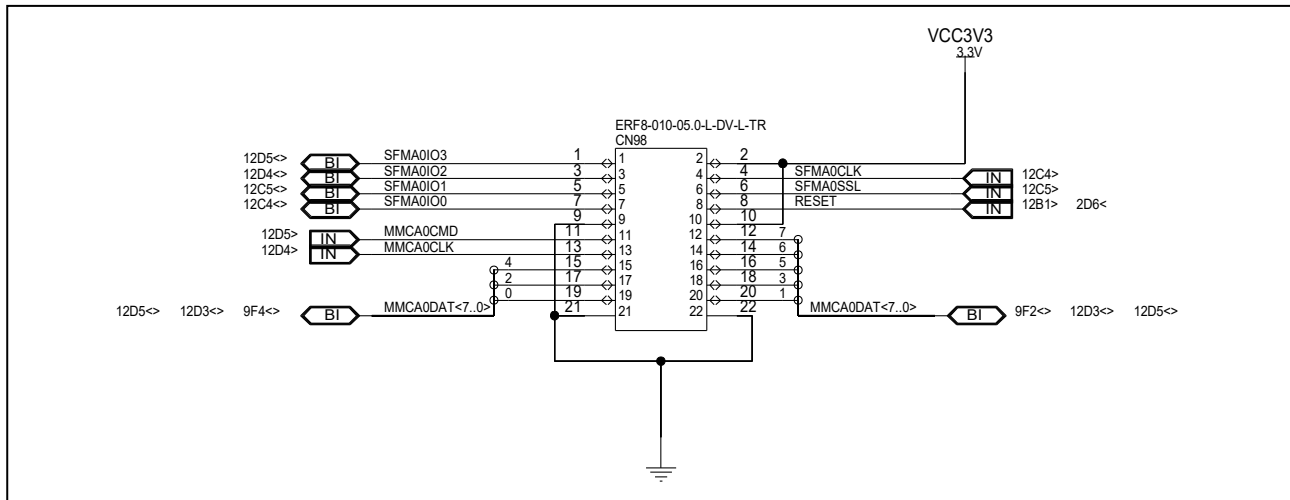 VCC3V3
3.3V
ERF8-010-05.0-L-DV-L-TR
CN98
12D5<> BI SFMA0IO3 1 1 2 2
12D4<> BI SFMA0IO2 3 3 4 4 SFMA0CLK IN 12C4>
12C5<> BI SFMA0IO1 5 5 6 6 SFMA0SSL IN 12C5>
12C4<> BI SFMA0IO0 7 7 8 8 RESET IN 12B1> 2D6<
9 9 10 10
12D5> IN MMCA0CMD 11 11 12 12 7
12D4> IN MMCA0CLK 13 13 14 14 6
4 15 15 16 16 5
2 17 17 18 18 3
0 19 19 20 20 1
12D5<> 12D3<> 9F4<> BI MMCA0DAT<7..0> 21 21 22 22 MMCA0DAT<7..0> BI 9F2<> 12D3<> 12D5<>